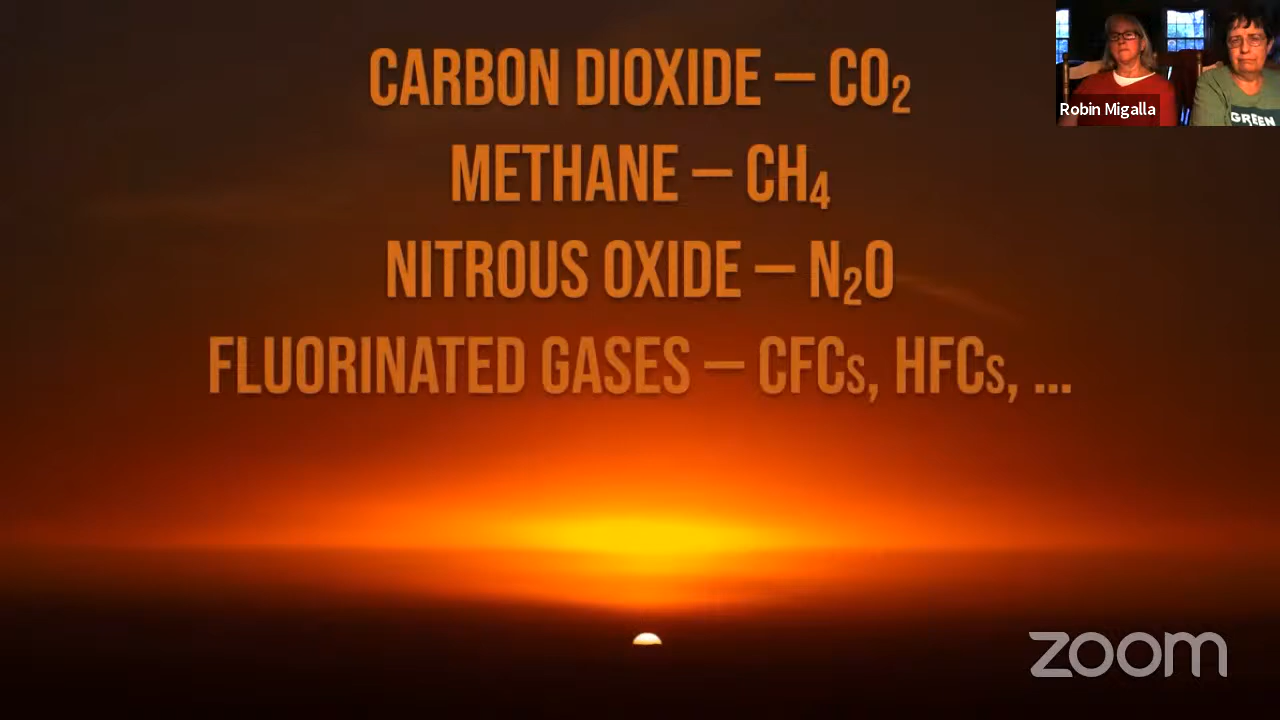 CARBON DIOXIDE – CO₂
METHANE – CH₄
NITROUS OXIDE – N₂O
FLUORINATED GASES – CFCs, HFCs, ...
Robin Migalla
GREEN
zoom